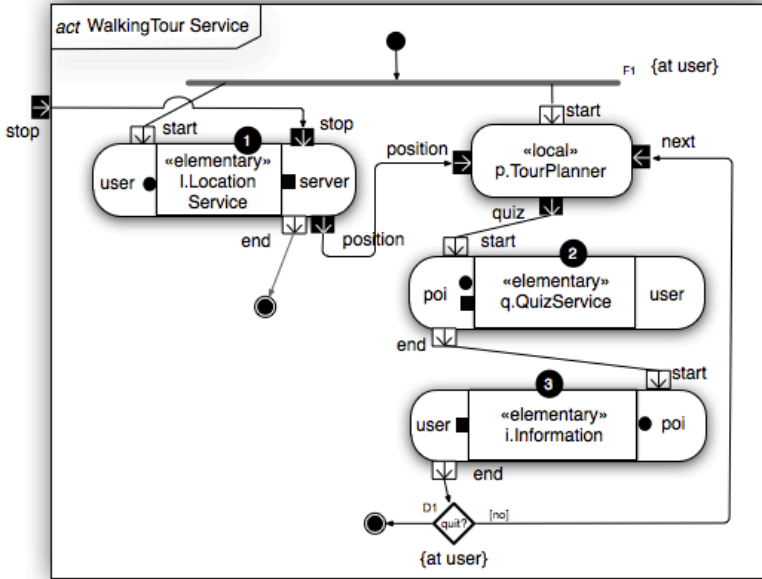 act WalkingTour Service
F1
{at user}
stop
start
stop
start
1
«elementary»
l.Location
Service
user
server
end
position
position
«local»
p.TourPlanner
next
quiz
start
2
«elementary»
q.QuizService
poi
user
end
start
3
«elementary»
i.Information
user
poi
end
D1
quit?
[no]
{at user}